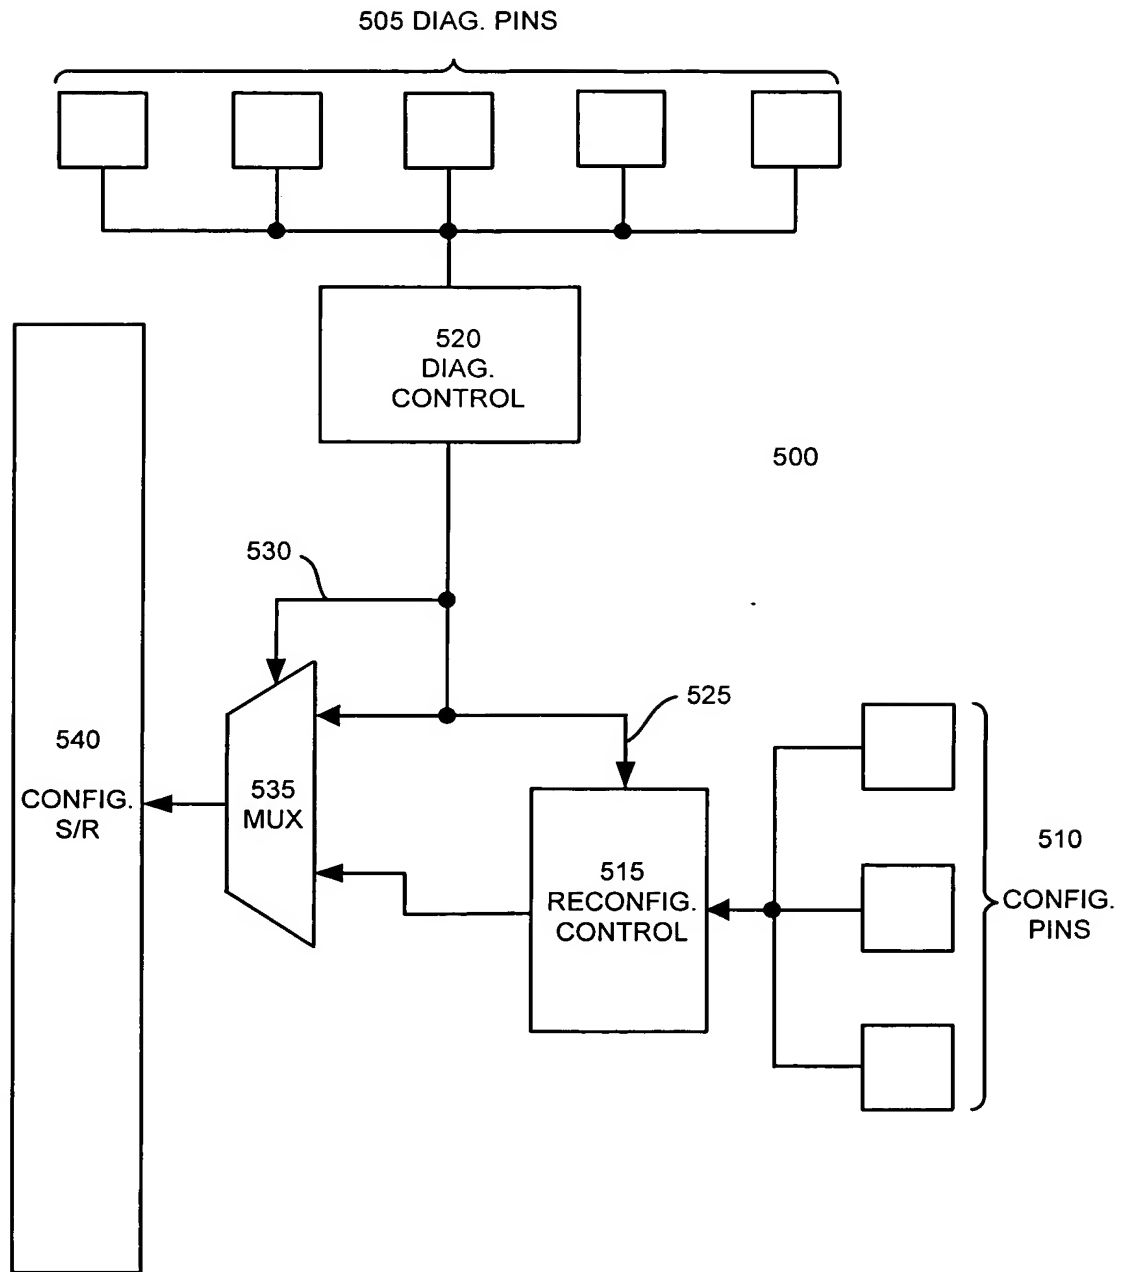 505 DIAG. PINS
520
DIAG.
CONTROL
500
530
525
540
CONFIG.
S/R
535
MUX
515
RECONFIG.
CONTROL
510
CONFIG.
PINS